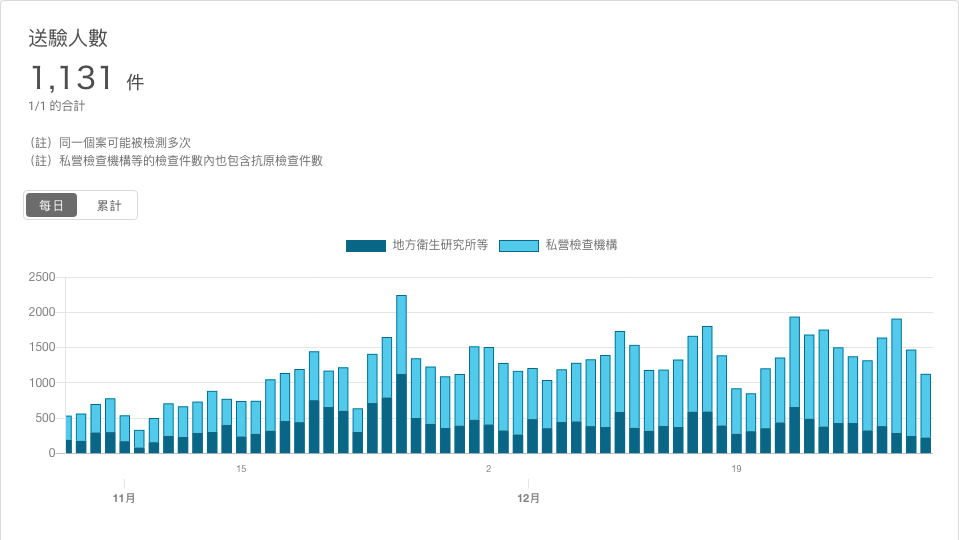 送驗人數
1,131 件
1/1 的合計
（註）同一個案可能被檢測多次
（註）私營檢查機構等的檢查件數內也包含抗原檢查件數
每日 累計
地方衛生研究所等 私營檢查機構
2500
2000
1500
1000
500
0
15 2 19
11月 12月